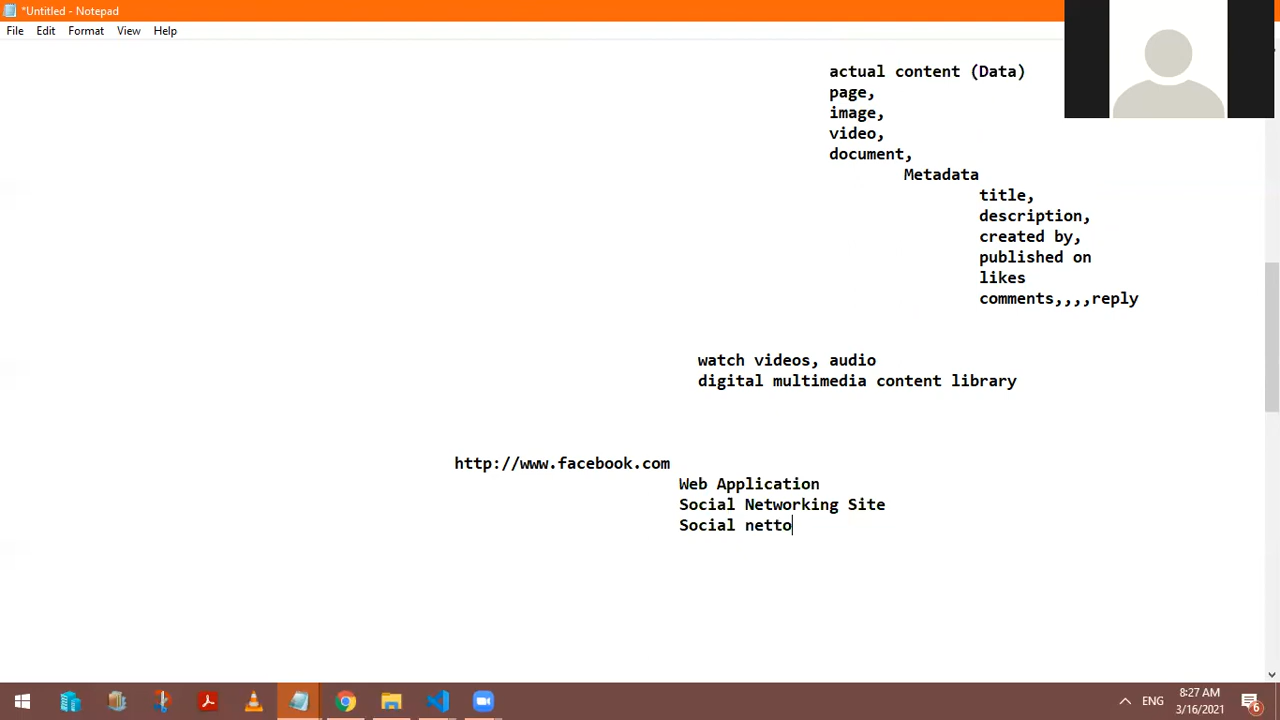 *Untitled - Notepad
File Edit Format View Help
actual content (Data)
page,
image,
video,
document,
Metadata
title,
description,
created by,
published on
likes
comments,,,,reply
watch videos, audio
digital multimedia content library
http://www.facebook.com
Web Application
Social Networking Site
Social netto
ENG
8:27 AM
3/16/2021
6